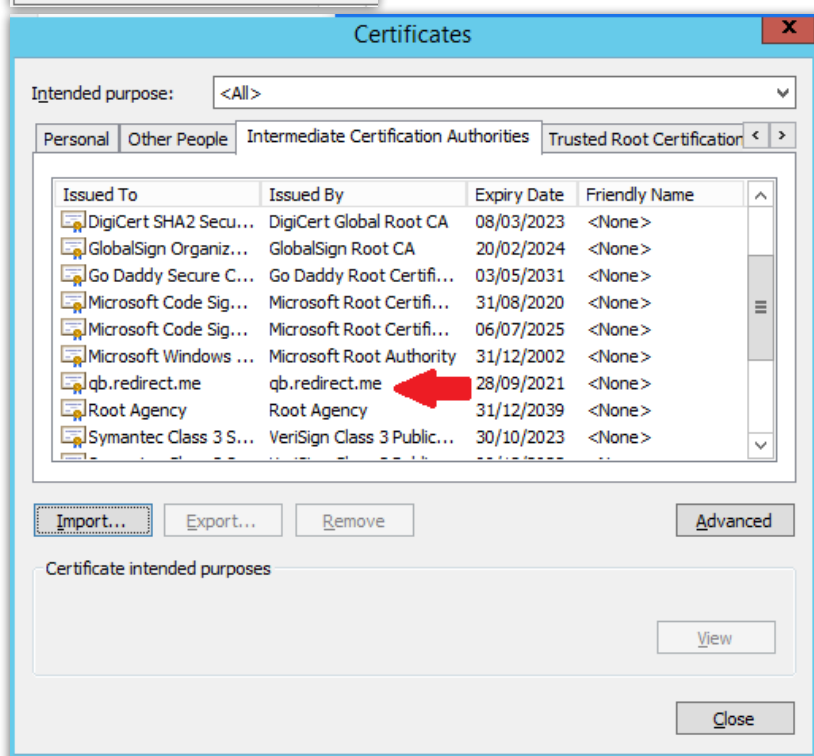 Certificates
x
Intended purpose: <All>
Personal Other People Intermediate Certification Authorities Trusted Root Certification < >
Issued To Issued By Expiry Date Friendly Name
DigiCert SHA2 Secu... DigiCert Global Root CA 08/03/2023 <None>
GlobalSign Organiz... GlobalSign Root CA 20/02/2024 <None>
Go Daddy Secure C... Go Daddy Root Certifi... 03/05/2031 <None>
Microsoft Code Sig... Microsoft Root Certifi... 31/08/2020 <None>
Microsoft Code Sig... Microsoft Root Certifi... 06/07/2025 <None>
Microsoft Windows ... Microsoft Root Authority 31/12/2002 <None>
qb.redirect.me qb.redirect.me 28/09/2021 <None>
Root Agency Root Agency 31/12/2039 <None>
Symantec Class 3 S... VeriSign Class 3 Public... 30/10/2023 <None>
Import... Export... Remove Advanced
Certificate intended purposes
View
Close